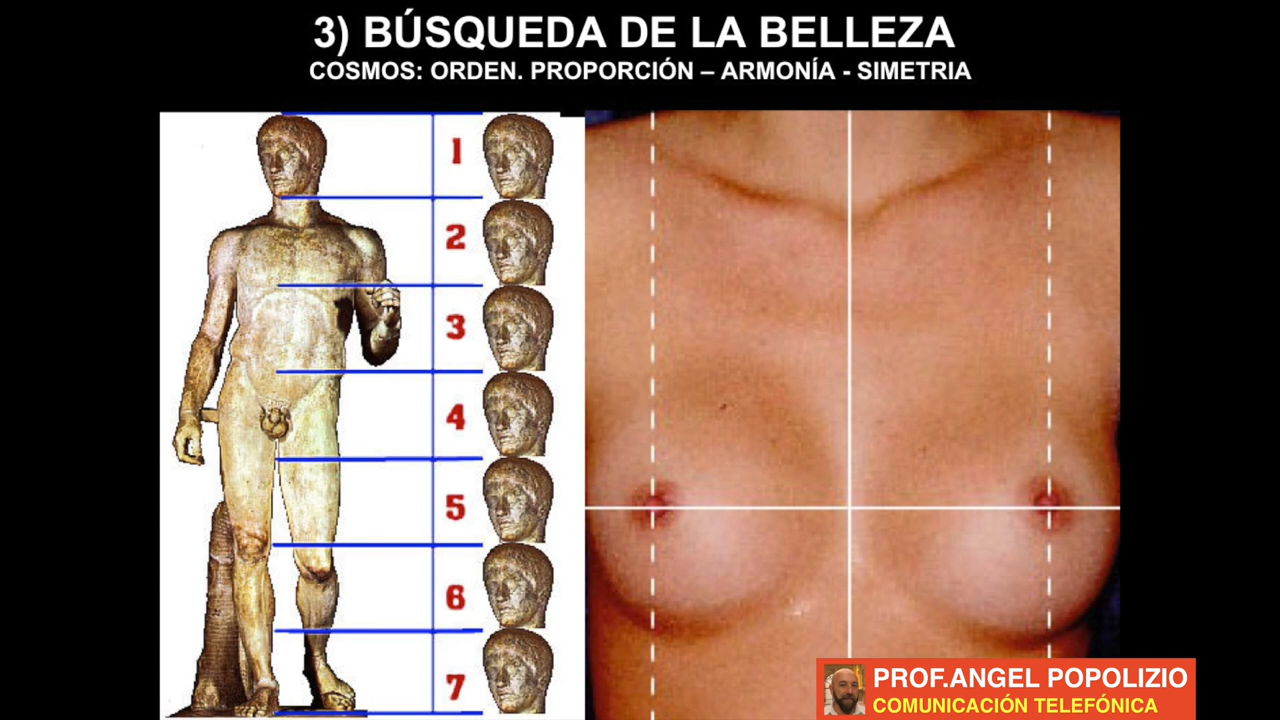 3) BÚSQUEDA DE LA BELLEZA
COSMOS: ORDEN. PROPORCIÓN – ARMONÍA - SIMETRIA
1
2
3
4
5
6
7
PROF.ANGEL POPOLIZIO
COMUNICACIÓN TELEFÓNICA